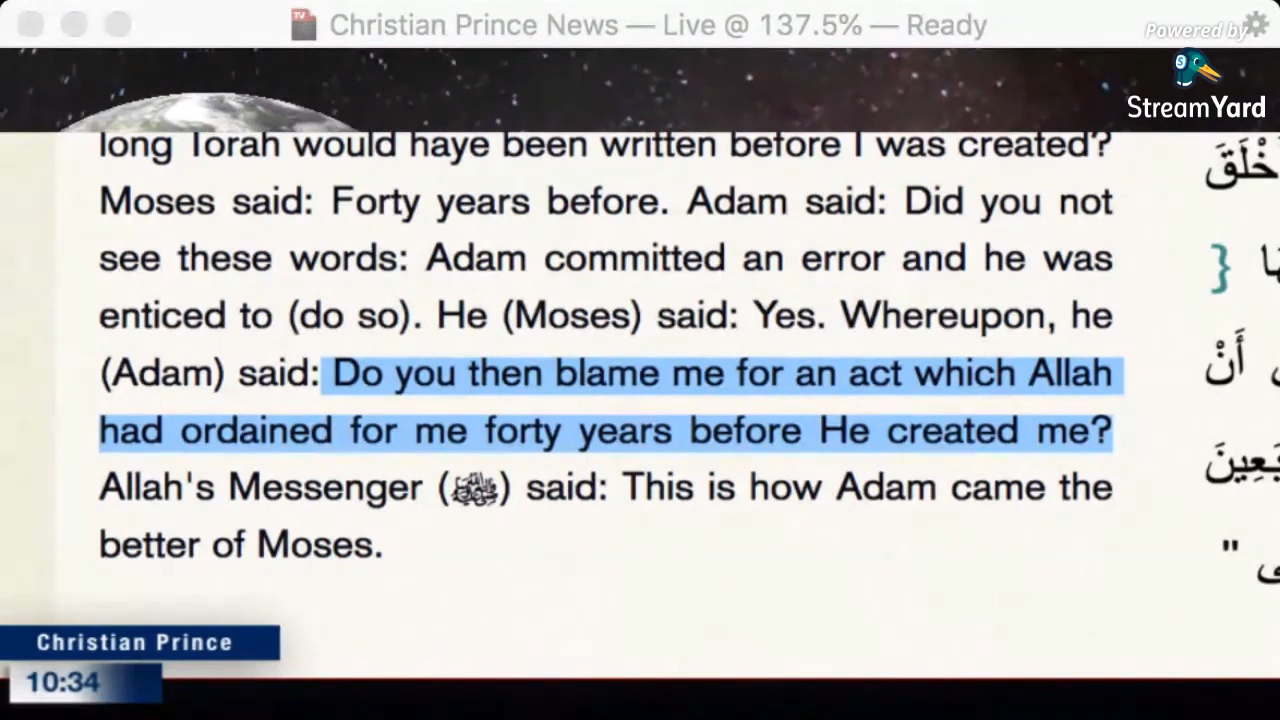 Christian Prince News — Live @ 137.5% — Ready
Powered by
StreamYard
long Torah would haye been written before I was created?
Moses said: Forty years before. Adam said: Did you not
see these words: Adam committed an error and he was
enticed to (do so). He (Moses) said: Yes. Whereupon, he
(Adam) said: Do you then blame me for an act which Allah
had ordained for me forty years before He created me?
Allah's Messenger (ﷺ) said: This is how Adam came the
better of Moses.
أَنْ
Christian Prince
10:34